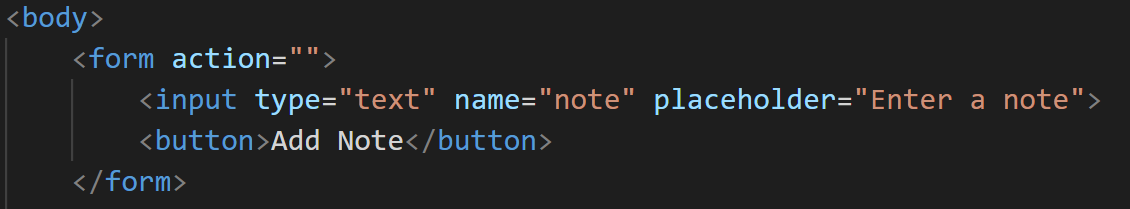 <body>
<form action="">
<input type="text" name="note" placeholder="Enter a note">
<button>Add Note</button>
</form>